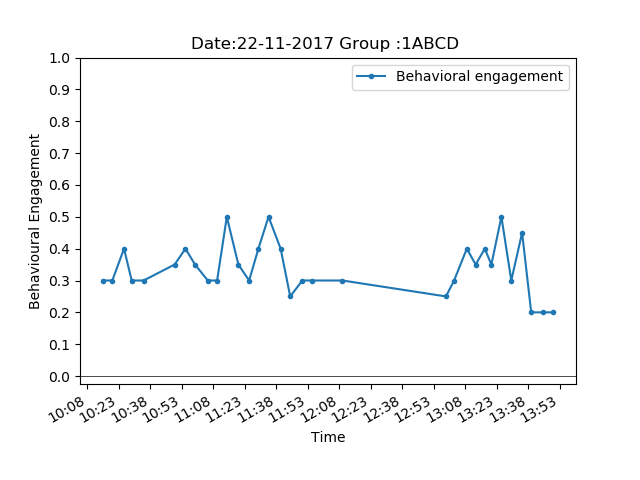 Date:22-11-2017 Group :1ABCD
Behavioral engagement
Behavioural Engagement
1.0
0.9
0.8
0.7
0.6
0.5
0.4
0.3
0.2
0.1
0.0
10:08 10:23 10:38 10:53 11:08 11:23 11:38 11:53 12:08 12:23 12:38 12:53 13:08 13:23 13:38 13:53
Time